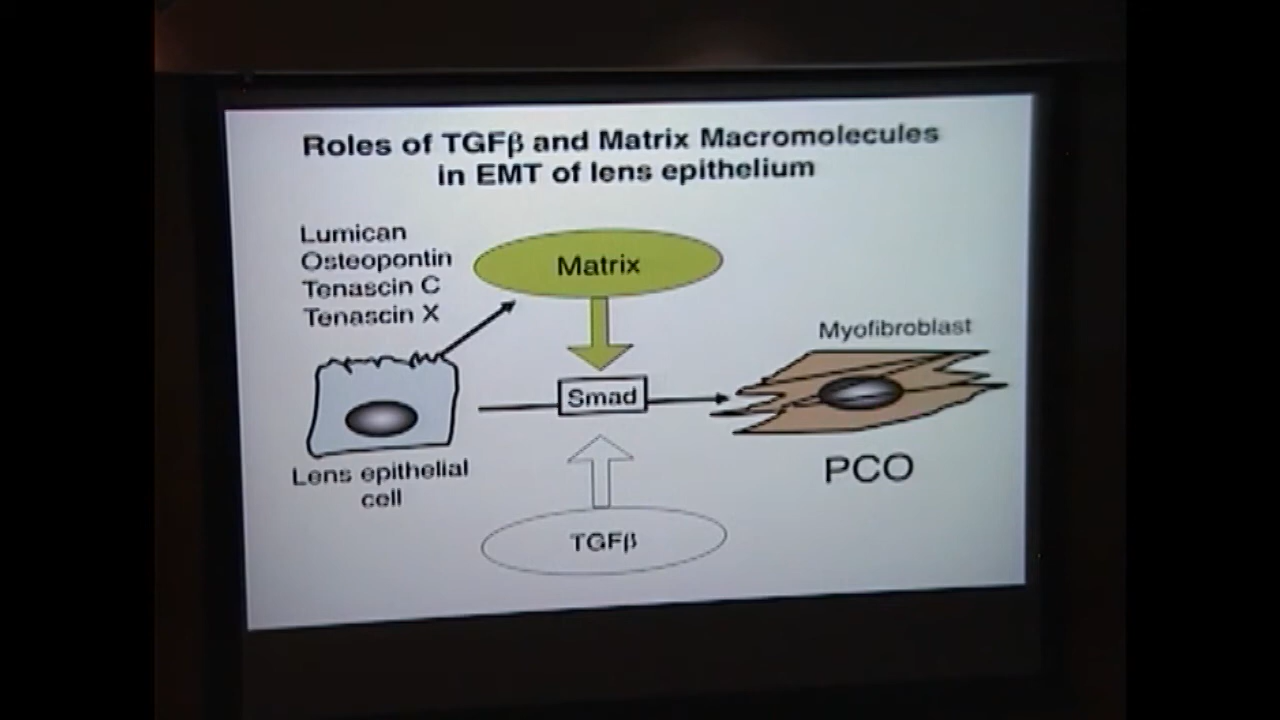 Roles of TGFβ and Matrix Macromolecules
in EMT of lens epithelium
Lumican
Osteopontin
Tenascin C
Tenascin X
Matrix
Myofibroblast
Smad
PCO
Lens epithelial
cell
TGFβ